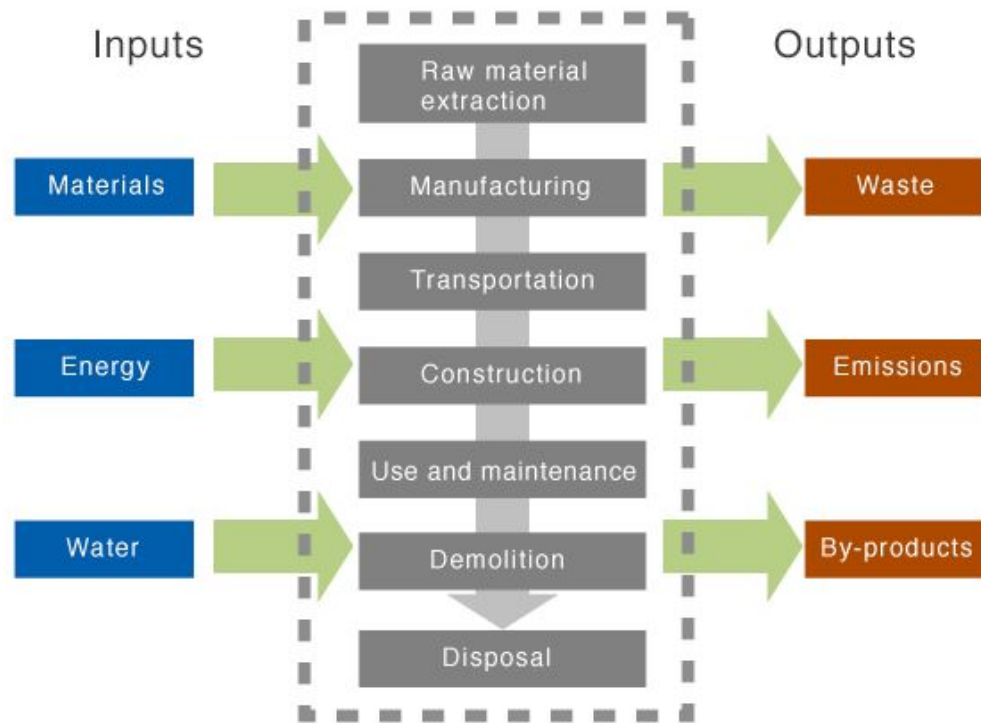 Inputs
Outputs
Raw material
extraction
Materials
Manufacturing
Waste
Transportation
Energy
Construction
Emissions
Use and maintenance
Water
Demolition
By-products
Disposal